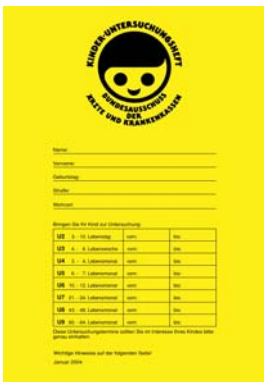 KINDER-UNTERSUCHUNGSHEFT
BUNDESAUSSCHUSS
DER
ÄRZTE UND KRANKENKASSEN
Name:
Vorname:
Geburtstag:
Straße:
Wohnort:
Bringen Sie Ihr Kind zur Untersuchung:
U2 3. - 10. Lebenstag vom: bis:
U3 4. - 6. Lebenswoche vom: bis:
U4 3. - 4. Lebensmonat vom: bis:
U5 6. - 7. Lebensmonat vom: bis:
U6 10. - 12. Lebensmonat vom: bis:
U7 21. - 24. Lebensmonat vom: bis:
U8 43. - 48. Lebensmonat vom: bis:
U9 60. - 64. Lebensmonat vom: bis:
Diese Untersuchungstermine sollten Sie im Interesse Ihres Kindes bitte
genau einhalten.
Wichtige Hinweise auf der folgenden Seite!
Januar 2004